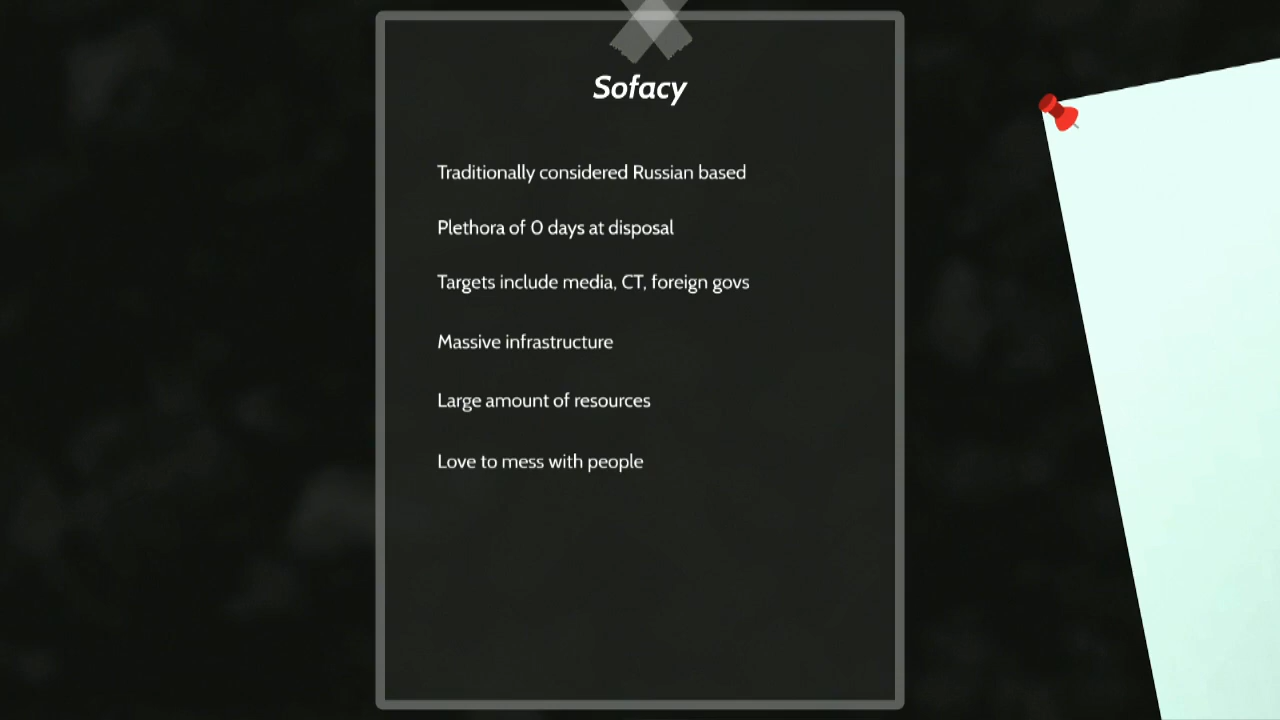 Sofacy
Traditionally considered Russian based
Plethora of 0 days at disposal
Targets include media, CT, foreign govs
Massive infrastructure
Large amount of resources
Love to mess with people